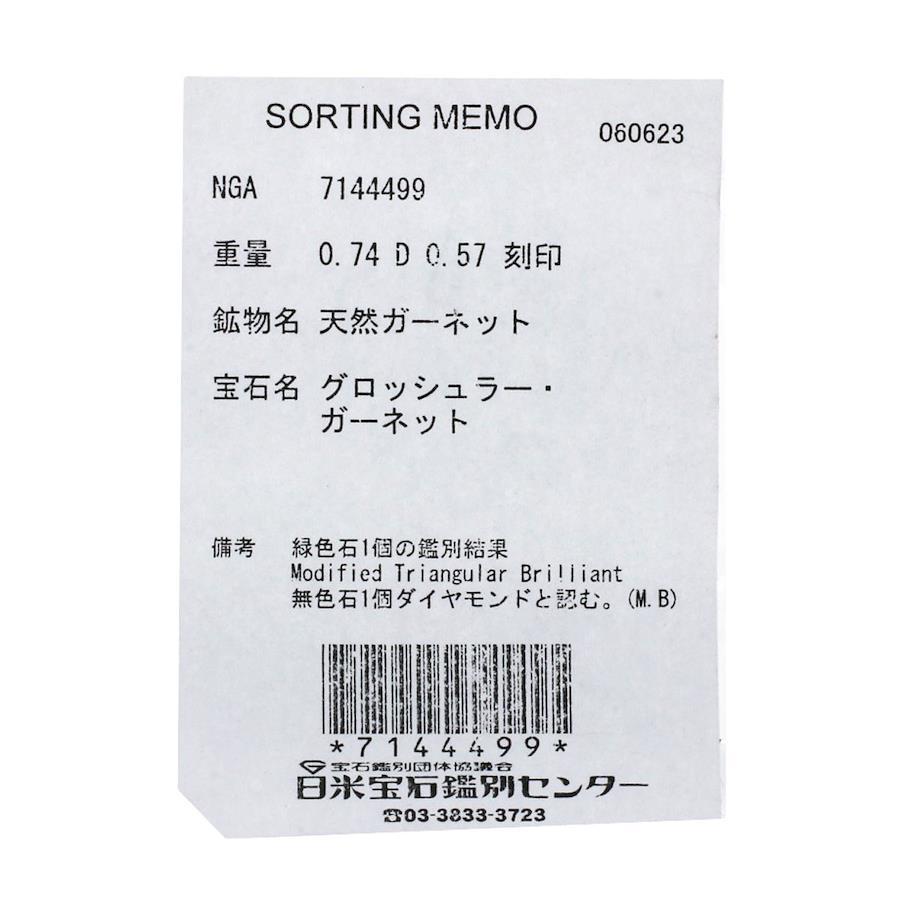 SORTING MEMO
060623
NGA 7144499
重量 0.74 D 0.57 刻印
鉱物名 天然ガーネット
宝石名 グロッシュラー・
ガーネット
備考 緑色石1個の鑑別結果
Modified Triangular Brilliant
無色石1個ダイヤモンドと認む。(M.B)
*7144499*
宝石鑑別団体協議会
日米宝石鑑別センター
☎03-3833-3723